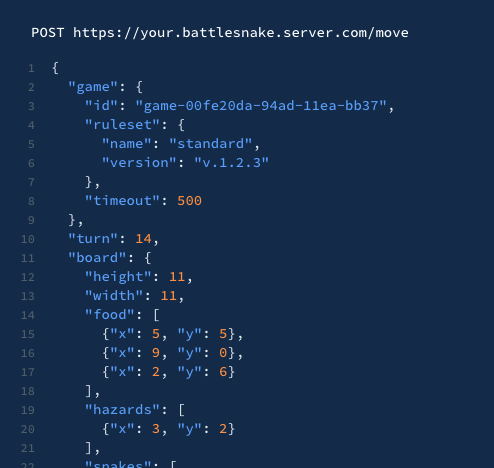 POST https://your.battlesnake.server.com/move
1 {
2 "game": {
3 "id": "game-00fe20da-94ad-11ea-bb37",
4 "ruleset": {
5 "name": "standard",
6 "version": "v.1.2.3"
7 },
8 "timeout": 500
9 },
10 "turn": 14,
11 "board": {
12 "height": 11,
13 "width": 11,
14 "food": [
15 {"x": 5, "y": 5},
16 {"x": 9, "y": 0},
17 {"x": 2, "y": 6}
18 ],
19 "hazards": [
20 {"x": 3, "y": 2}
21 ],
22 "snakes": [